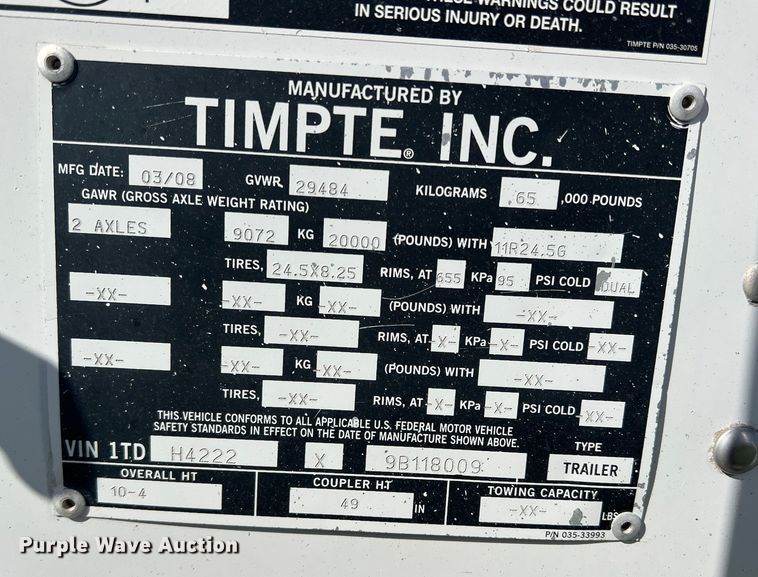 THESE WARNINGS COULD RESULT
IN SERIOUS INJURY OR DEATH.
TIMPTE P/N 035-30705
MANUFACTURED BY
TIMPTE® INC.
MFG DATE: 03/08 GVWR 29484 KILOGRAMS 65 ,000 POUNDS
GAWR (GROSS AXLE WEIGHT RATING)
2 AXLES 9072 KG 20000 (POUNDS) WITH 11R24.5G
TIRES, 24.5X8.25 RIMS, AT 655 KPa 95 PSI COLD DUAL
-XX- -XX- KG -XX- (POUNDS) WITH -XX-
TIRES, -XX- RIMS, AT -X- KPa -X- PSI COLD -XX-
-XX- -XX- KG -XX- (POUNDS) WITH -XX-
TIRES, -XX- RIMS, AT -X- KPa -X- PSI COLD -XX-
THIS VEHICLE CONFORMS TO ALL APPLICABLE U.S. FEDERAL MOTOR VEHICLE
SAFETY STANDARDS IN EFFECT ON THE DATE OF MANUFACTURE SHOWN ABOVE.
VIN 1TD H4222 X 9B118009 TYPE TRAILER
OVERALL HT COUPLER HT TOWING CAPACITY
10-4 49 IN -XX- LBS
P/N 035-33993
Purple Wave Auction